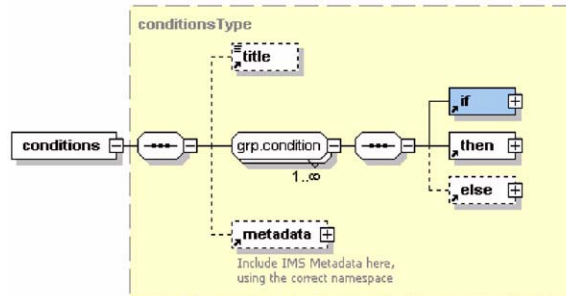 conditionsType
title
if
conditions
grp.condition
then
1..∞
else
metadata
Include IMS Metadata here,
using the correct namespace